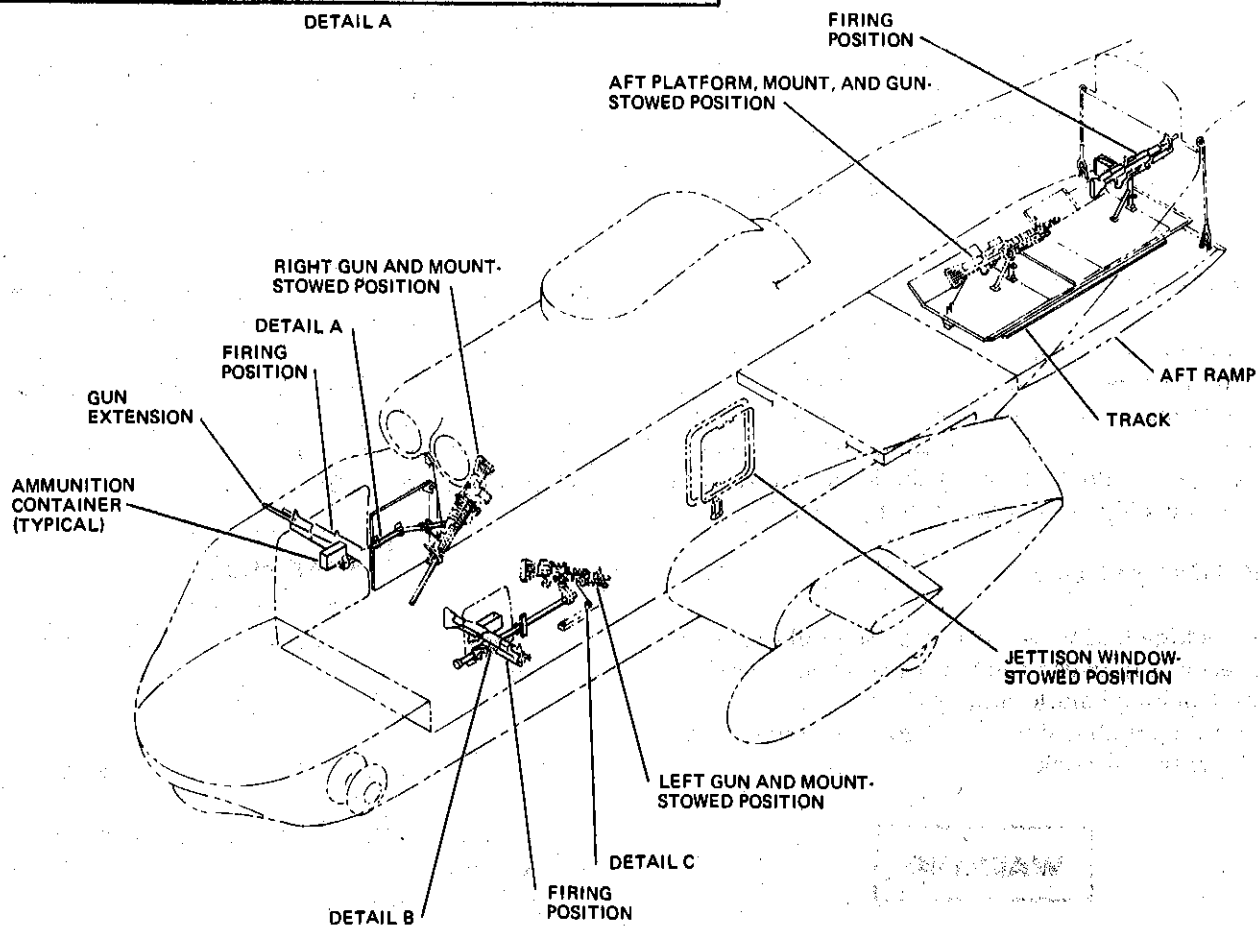 DETAIL A
FIRING
POSITION
AFT PLATFORM, MOUNT, AND GUN-
STOWED POSITION
RIGHT GUN AND MOUNT-
STOWED POSITION
DETAIL A
FIRING
POSITION
GUN
EXTENSION
AMMUNITION
CONTAINER
(TYPICAL)
AFT RAMP
TRACK
JETTISON WINDOW-
STOWED POSITION
LEFT GUN AND MOUNT-
STOWED POSITION
DETAIL C
FIRING
POSITION
DETAIL B